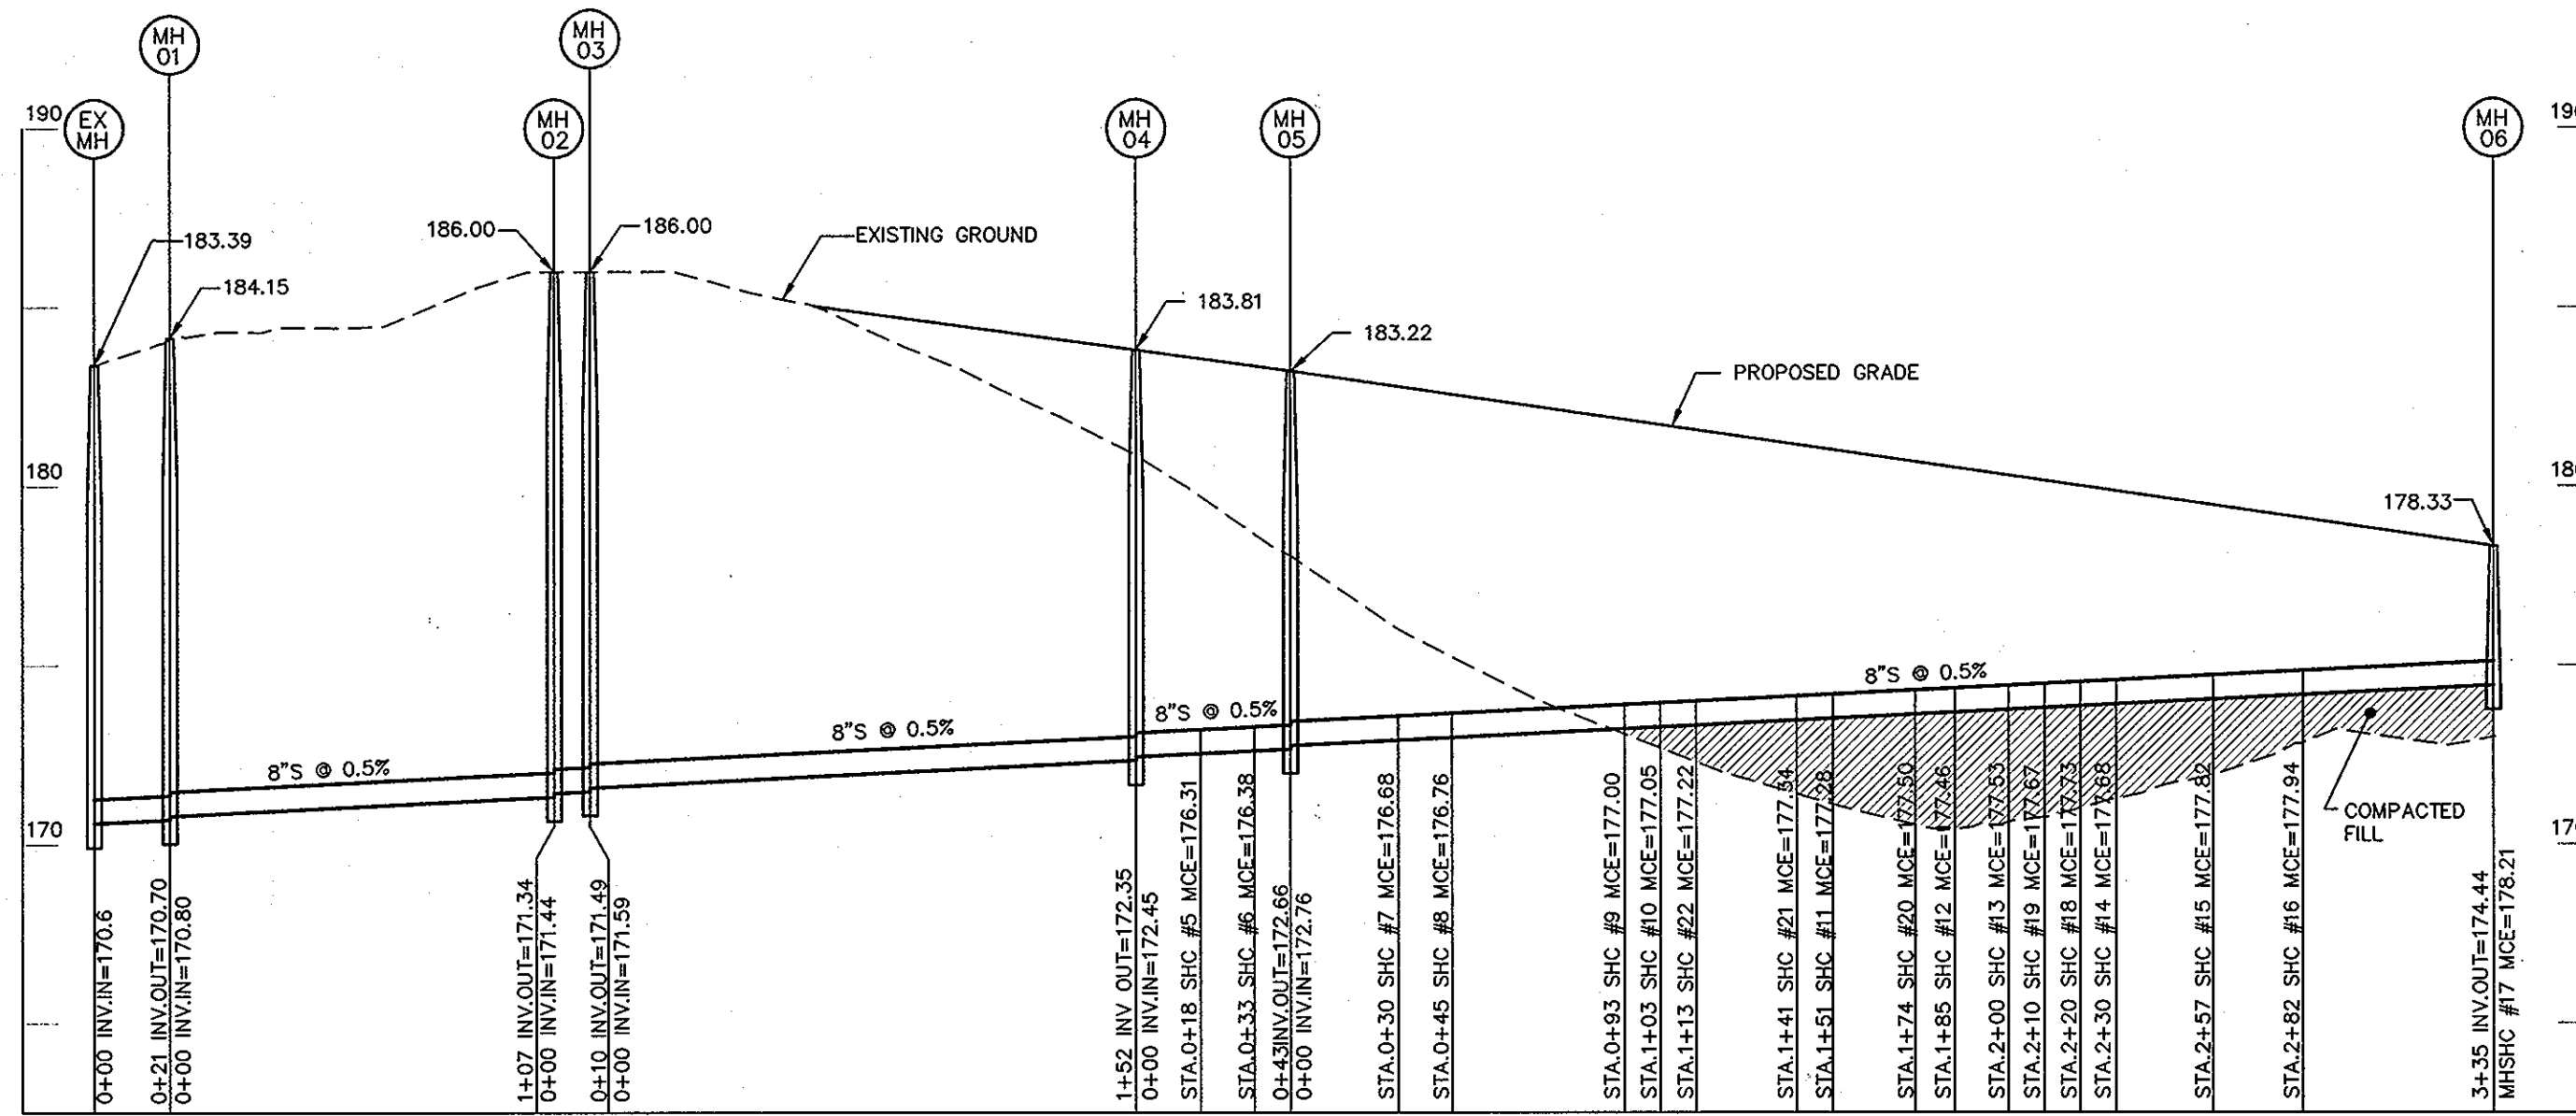 MH
01
MH
03
190
EX
MH
MH
02
MH
04
MH
05
MH
06
190
183.39
184.15
186.00
186.00
EXISTING GROUND
183.81
183.22
PROPOSED GRADE
180
180
178.33
8"S @ 0.5%
8"S @ 0.5%
8"S @ 0.5%
8"S @ 0.5%
170
170
COMPACTED
FILL
0+00 INV.IN=170.6
0+21 INV.OUT=170.70
0+00 INV.IN=170.80
1+07 INV.OUT=171.34
0+00 INV.IN=171.44
0+10 INV.OUT=171.49
0+00 INV.IN=171.59
1+52 INV OUT=172.35
0+00 INV.IN=172.45
STA.0+18 SHC #5 MCE=176.31
STA.0+33 SHC #6 MCE=176.38
0+43INV.OUT=172.66
0+00 INV.IN=172.76
STA.0+30 SHC #7 MCE=176.68
STA.0+45 SHC #8 MCE=176.76
STA.0+93 SHC #9 MCE=177.00
STA.1+03 SHC #10 MCE=177.05
STA.1+13 SHC #22 MCE=177.22
STA.1+41 SHC #21 MCE=177.34
STA.1+51 SHC #11 MCE=177.28
STA.1+74 SHC #20 MCE=177.50
STA.1+85 SHC #12 MCE=177.46
STA.2+00 SHC #13 MCE=177.53
STA.2+10 SHC #19 MCE=177.67
STA.2+20 SHC #18 MCE=177.73
STA.2+30 SHC #14 MCE=177.68
STA.2+57 SHC #15 MCE=177.82
STA.2+82 SHC #16 MCE=177.94
3+35 INV.OUT=174.44
MHSHC #17 MCE=178.21